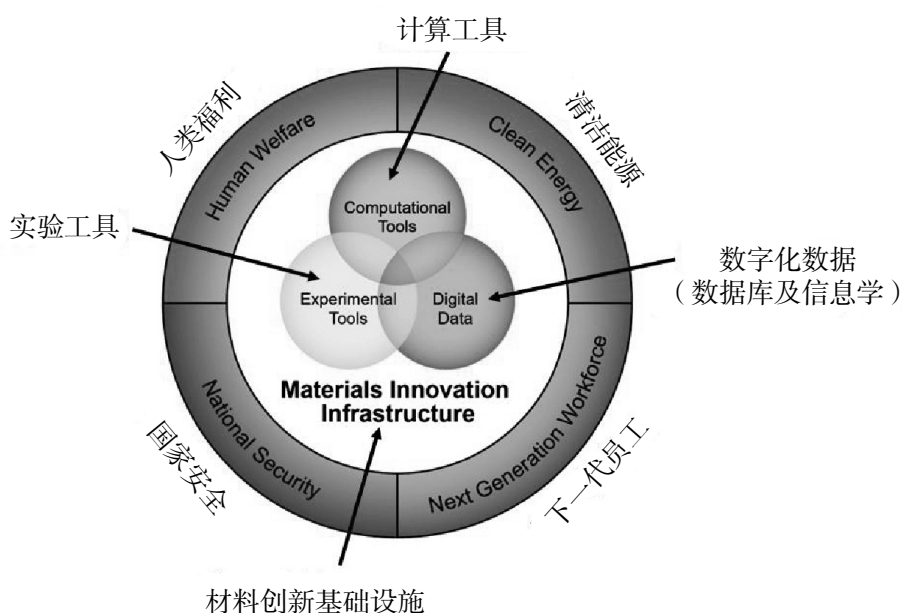 计算工具
人类福利
Human Welfare
Clean Energy
清洁能源
Computational
Tools
实验工具
Experimental
Tools
Digital
Data
数字化数据
（数据库及信息学）
Materials Innovation
Infrastructure
国家安全
National Security
Next Generation Workforce
下一代员工
材料创新基础设施